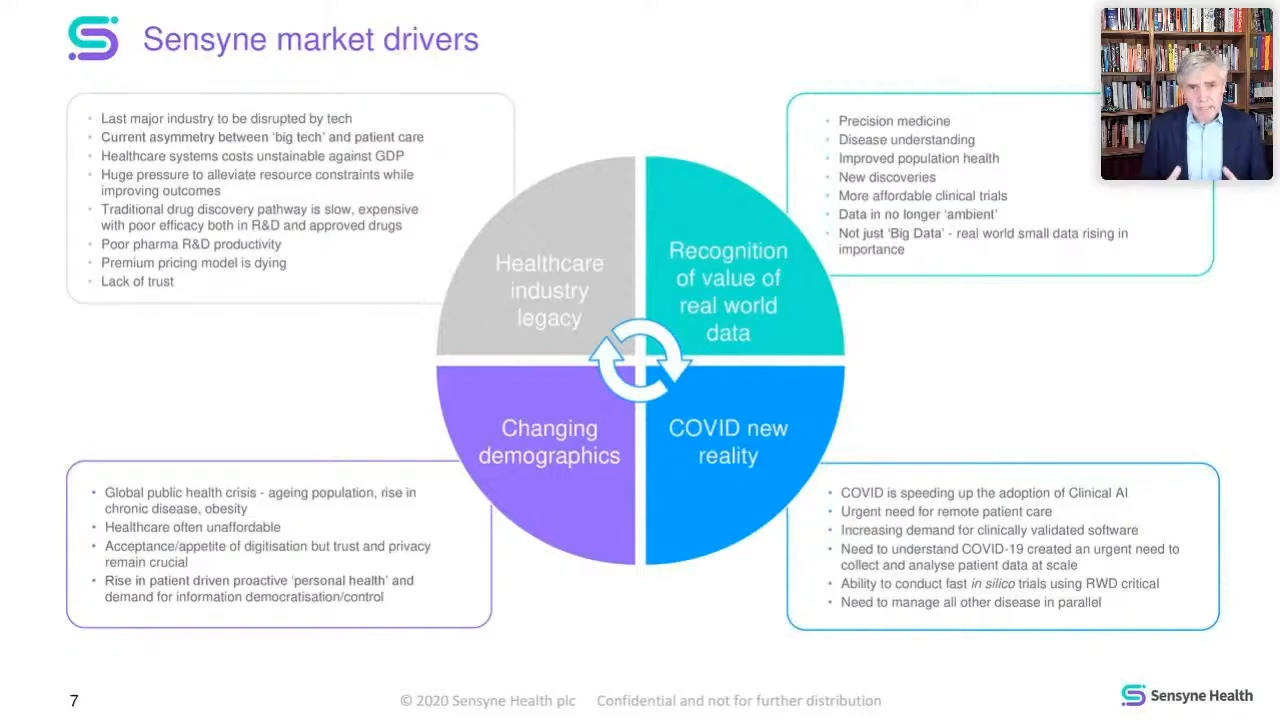 Sensyne market drivers
Last major industry to be disrupted by tech
Current asymmetry between ‘big tech’ and patient care
Healthcare systems costs unstainable against GDP
Huge pressure to alleviate resource constraints while
improving outcomes
Traditional drug discovery pathway is slow, expensive
with poor efficacy both in R&D and approved drugs
Poor pharma R&D productivity
Premium pricing model is dying
Lack of trust
Precision medicine
Disease understanding
Improved population health
New discoveries
More affordable clinical trials
Data in no longer ‘ambient’
Not just ‘Big Data’ - real world small data rising in
importance
Healthcare
industry
legacy
Recognition
of value of
real world
data
Changing
demographics
COVID new
reality
Global public health crisis - ageing population, rise in
chronic disease, obesity
Healthcare often unaffordable
Acceptance/appetite of digitisation but trust and privacy
remain crucial
Rise in patient driven proactive ‘personal health’ and
demand for information democratisation/control
COVID is speeding up the adoption of Clinical AI
Urgent need for remote patient care
Increasing demand for clinically validated software
Need to understand COVID-19 created an urgent need to
collect and analyse patient data at scale
Ability to conduct fast in silico trials using RWD critical
Need to manage all other disease in parallel
7
© 2020 Sensyne Health plc Confidential and not for further distribution
Sensyne Health